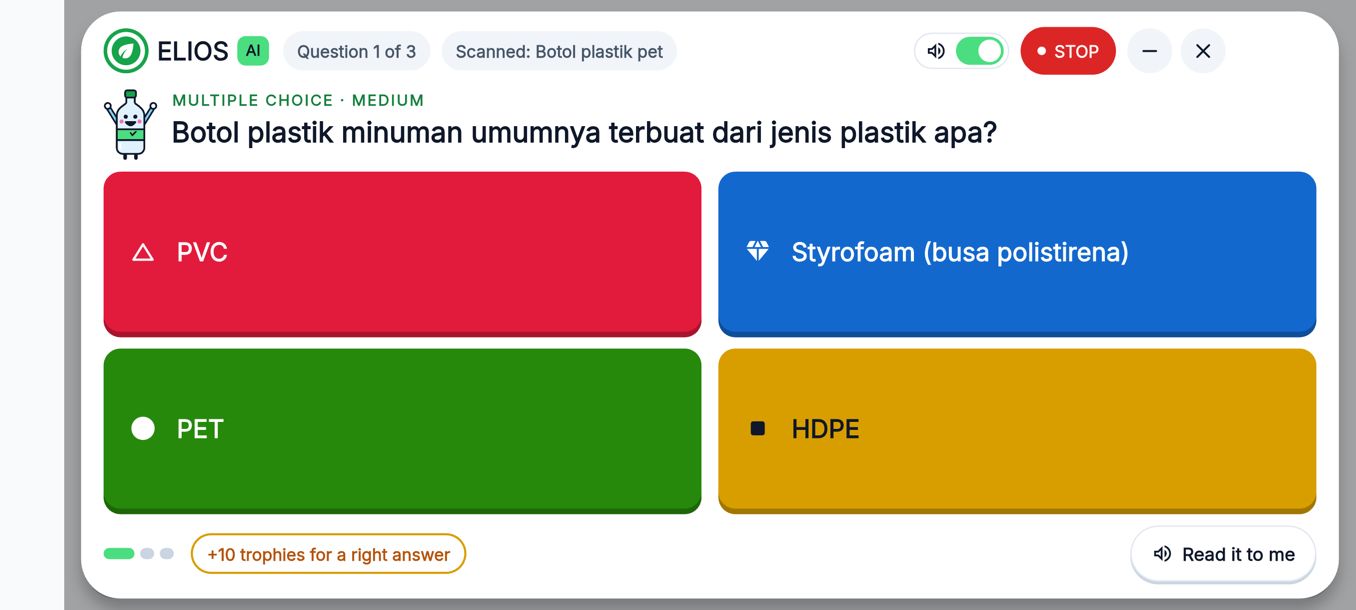 ELIOS AI Question 1 of 3 Scanned: Botol plastik pet STOP
MULTIPLE CHOICE · MEDIUM
Botol plastik minuman umumnya terbuat dari jenis plastik apa?
PVC
Styrofoam (busa polistirena)
PET
HDPE
+10 trophies for a right answer
Read it to me